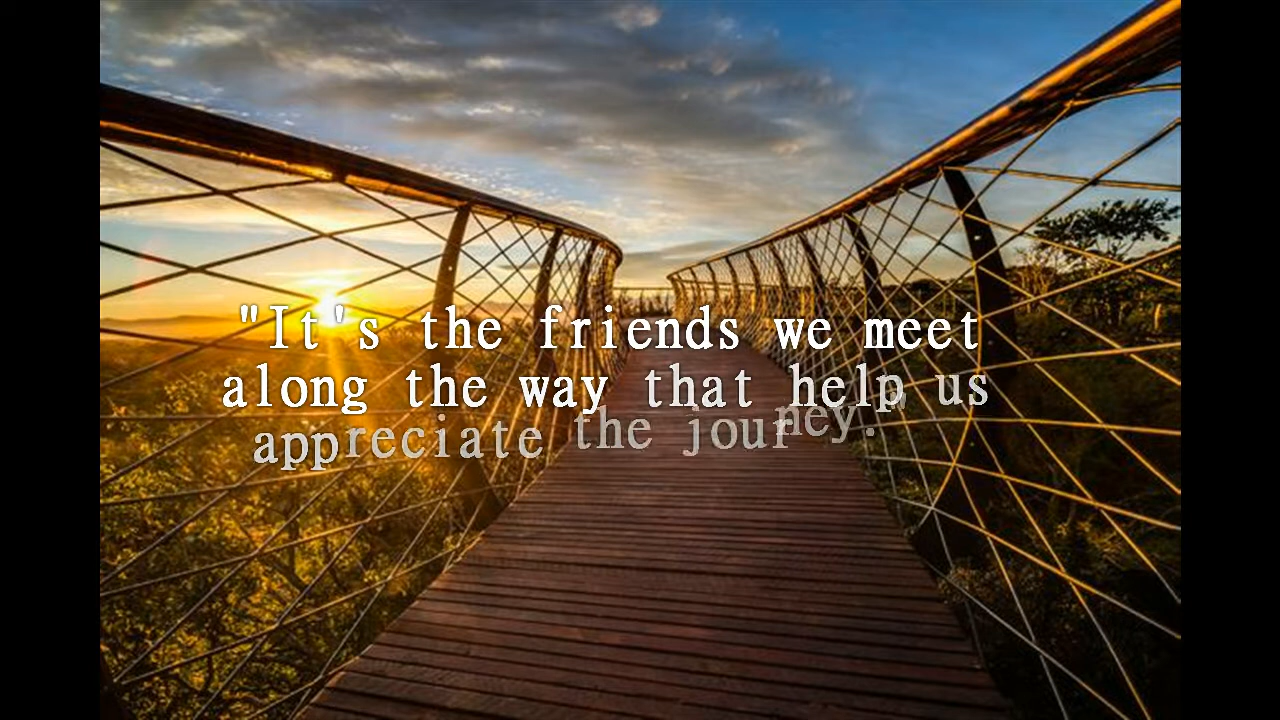 "It's the friends we meet
along the way that help us
appreciate the journey."